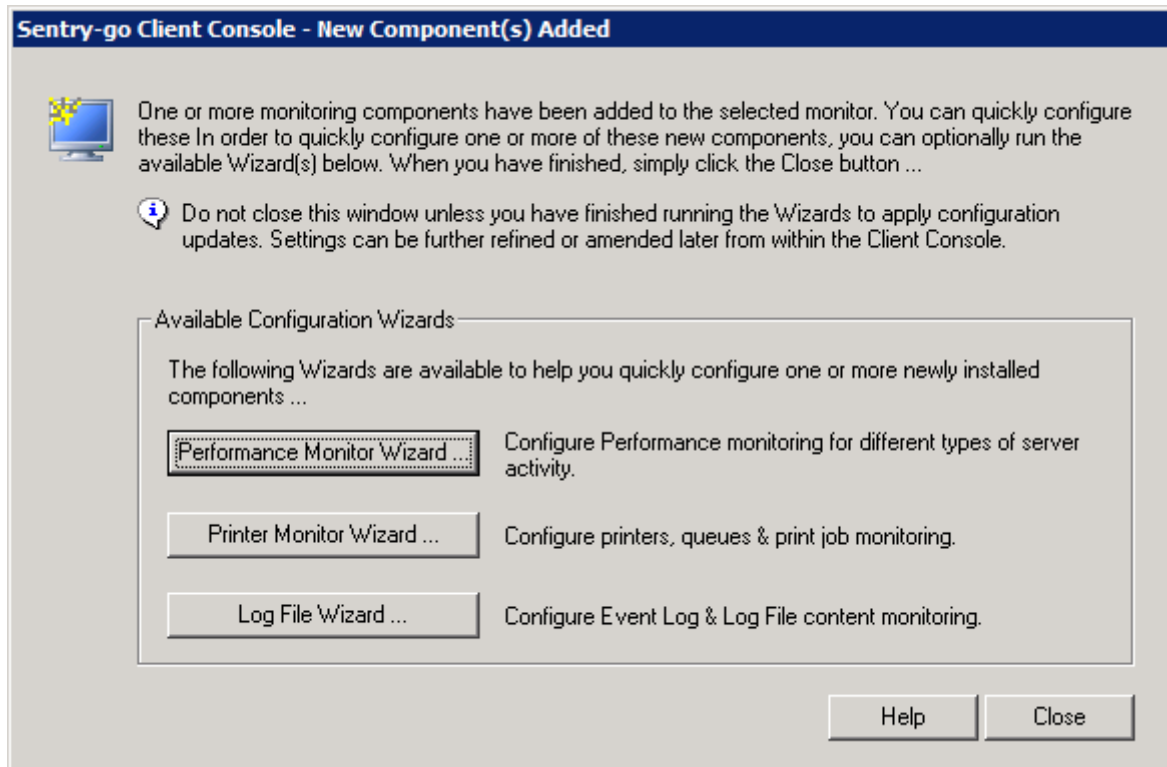 Sentry-go Client Console - New Component(s) Added
One or more monitoring components have been added to the selected monitor. You can quickly configure
these In order to quickly configure one or more of these new components, you can optionally run the
available Wizard(s) below. When you have finished, simply click the Close button ...
Do not close this window unless you have finished running the Wizards to apply configuration
updates. Settings can be further refined or amended later from within the Client Console.
Available Configuration Wizards
The following Wizards are available to help you quickly configure one or more newly installed
components ...
Performance Monitor Wizard ...
Configure Performance monitoring for different types of server
activity.
Printer Monitor Wizard ...
Configure printers, queues & print job monitoring.
Log File Wizard ...
Configure Event Log & Log File content monitoring.
Help
Close